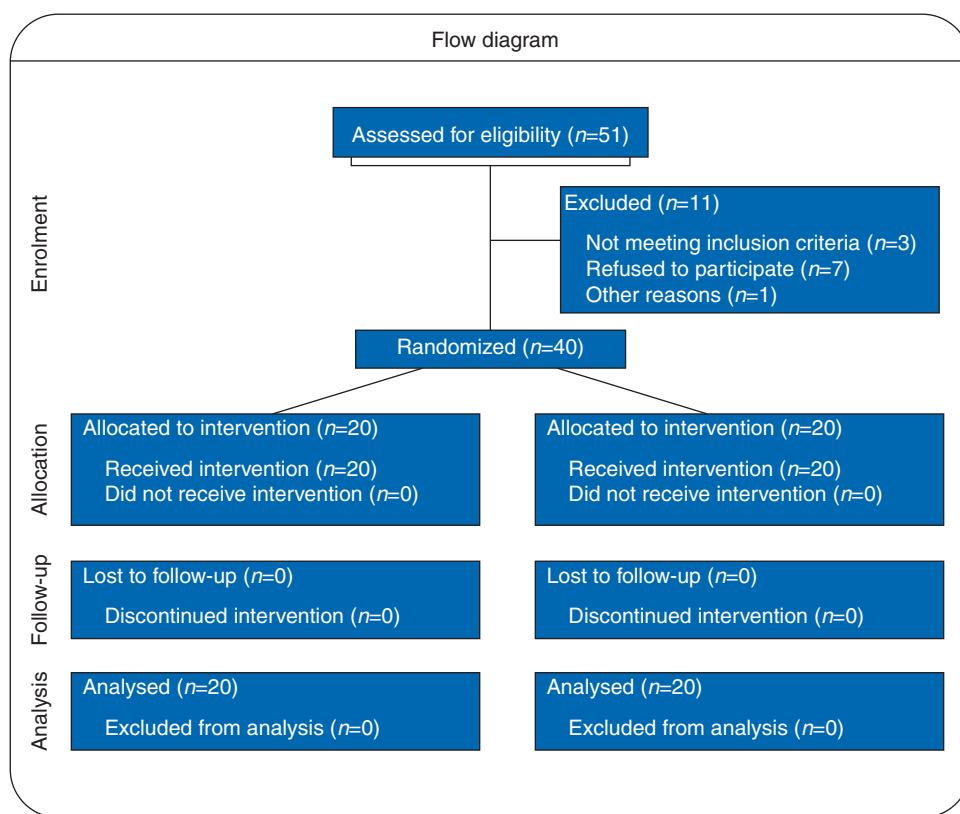 Flow diagram
Enrolment
Assessed for eligibility (n=51)
Excluded (n=11)
Not meeting inclusion criteria (n=3)
Refused to participate (n=7)
Other reasons (n=1)
Randomized (n=40)
Allocation
Allocated to intervention (n=20)
Received intervention (n=20)
Did not receive intervention (n=0)
Allocated to intervention (n=20)
Received intervention (n=20)
Did not receive intervention (n=0)
Follow-up
Lost to follow-up (n=0)
Discontinued intervention (n=0)
Lost to follow-up (n=0)
Discontinued intervention (n=0)
Analysis
Analysed (n=20)
Excluded from analysis (n=0)
Analysed (n=20)
Excluded from analysis (n=0)